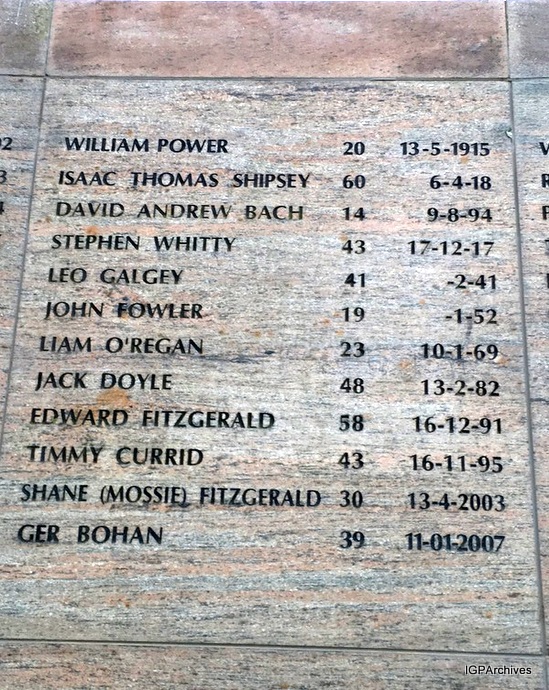 WILLIAM POWER 20 13-5-1915
ISAAC THOMAS SHIPSEY 60 6-4-18
DAVID ANDREW BACH 14 9-8-94
STEPHEN WHITTY 43 17-12-17
LEO GALGEY 41 -2-41
JOHN FOWLER 19 -1-52
LIAM O'REGAN 23 10-1-69
JACK DOYLE 48 13-2-82
EDWARD FITZGERALD 58 16-12-91
TIMMY CURRID 43 16-11-95
SHANE (MOSSIE) FITZGERALD 30 13-4-2003
GER BOHAN 39 11-01-2007
IGPArchives